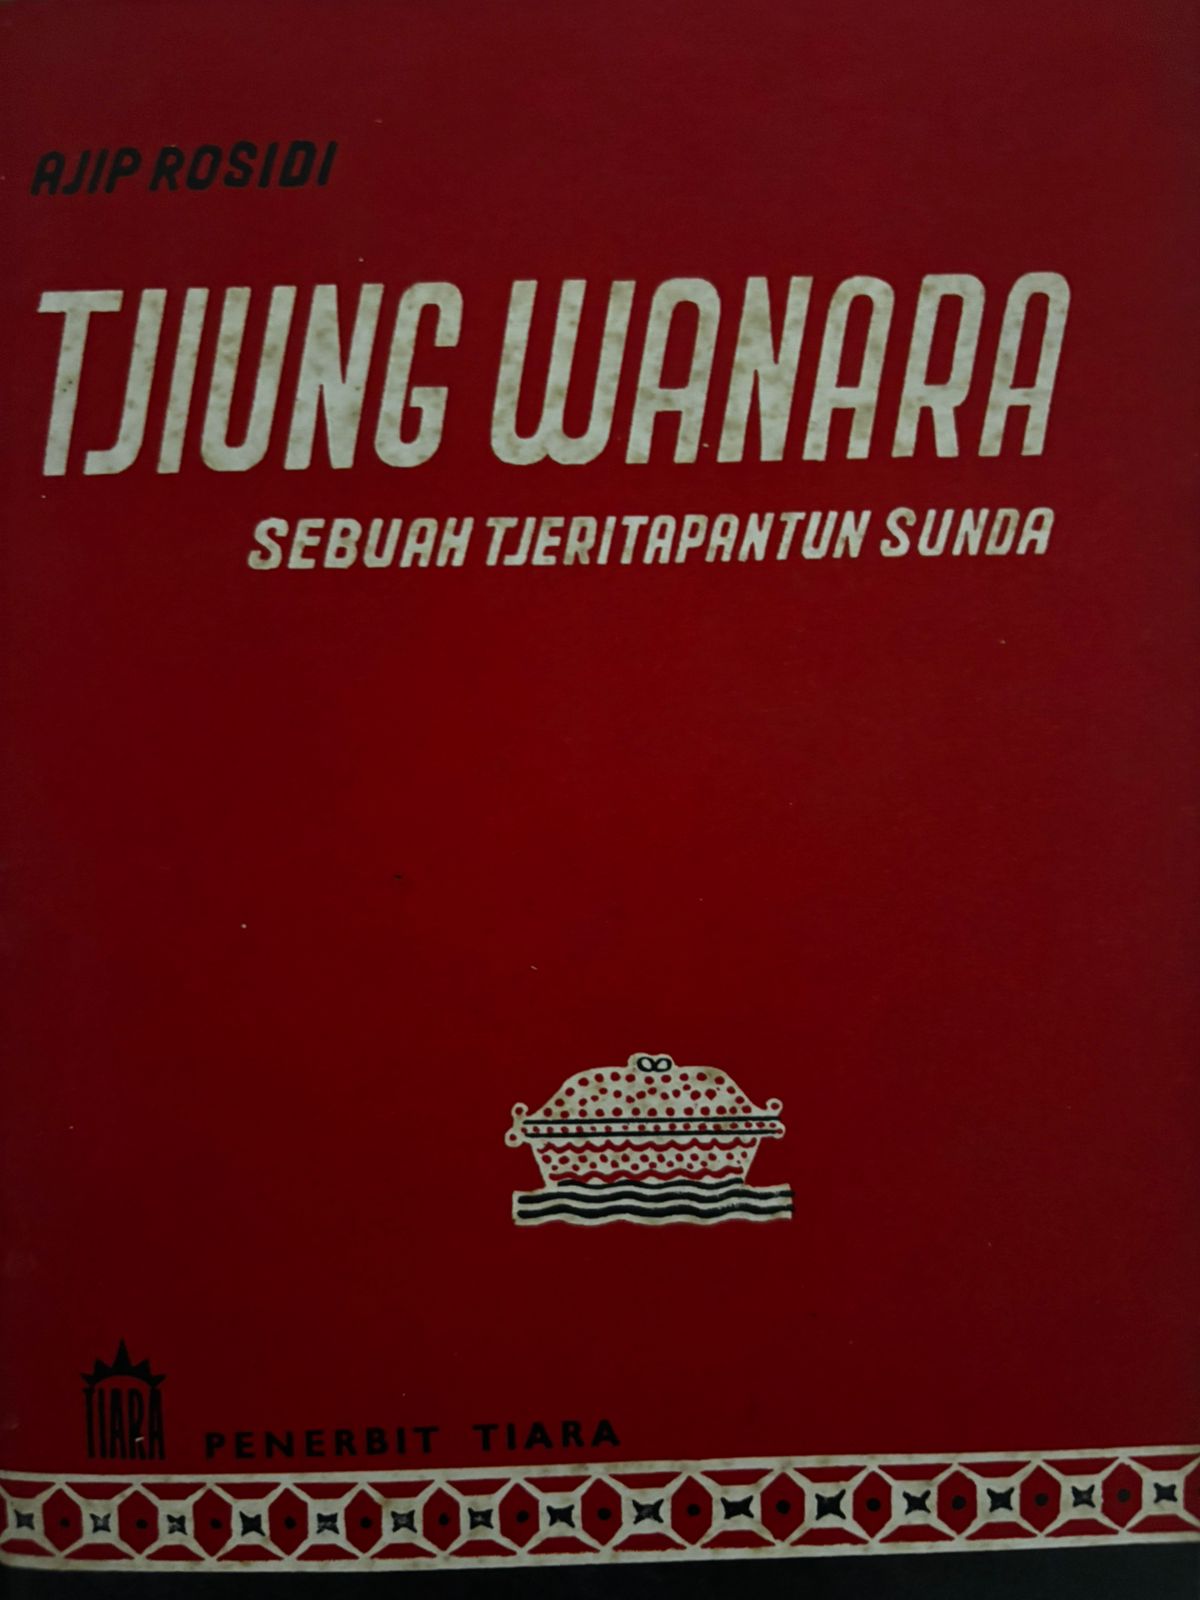 AJIP ROSIDI
TJIUNG WANARA
SEBUAH TJERITAPANTUN SUNDA
TIARA
PENERBIT TIARA